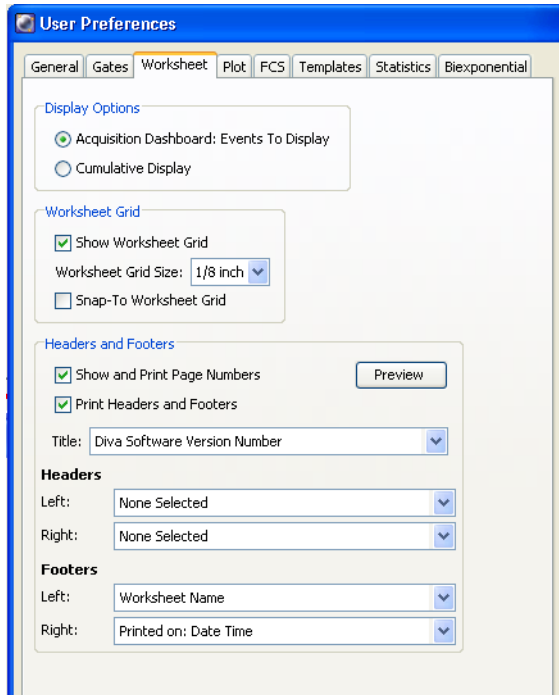 User Preferences
General Gates Worksheet Plot FCS Templates Statistics Biexponential
Display Options
Acquisition Dashboard: Events To Display
Cumulative Display
Worksheet Grid
Show Worksheet Grid
Worksheet Grid Size: 1/8 inch
Snap-To Worksheet Grid
Headers and Footers
Show and Print Page Numbers Preview
Print Headers and Footers
Title: Diva Software Version Number
Headers
Left: None Selected
Right: None Selected
Footers
Left: Worksheet Name
Right: Printed on: Date Time